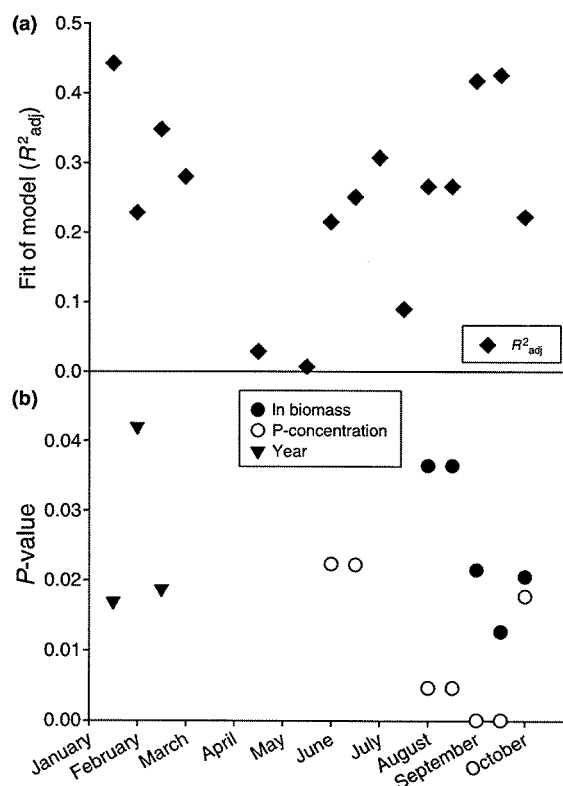 (a)
Fit of model (R²adj)
0.5
0.4
0.3
0.2
0.1
0.0
R²adj
(b)
P-value
0.04
0.03
0.02
0.01
0.00
ln biomass
P-concentration
Year
January
February
March
April
May
June
July
August
September
October